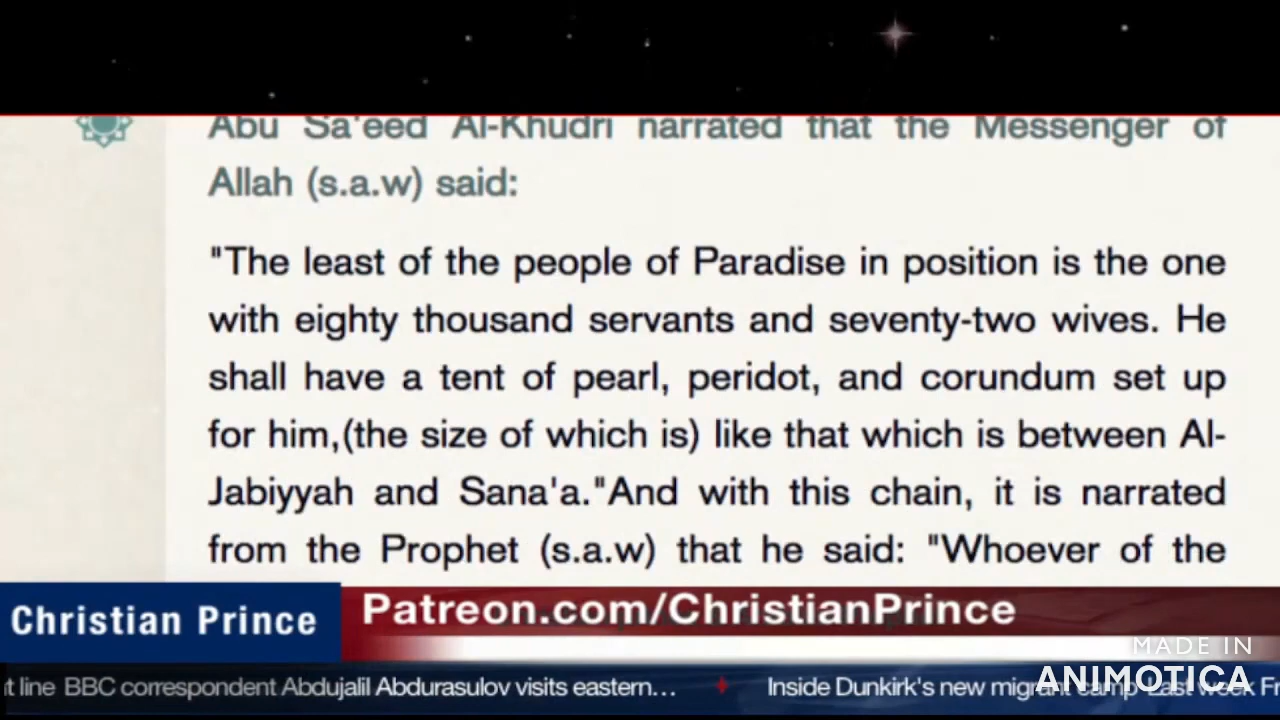 Abu Sa'eed Al-Khudri narrated that the Messenger of
Allah (s.a.w) said:
"The least of the people of Paradise in position is the one
with eighty thousand servants and seventy-two wives. He
shall have a tent of pearl, peridot, and corundum set up
for him,(the size of which is) like that which is between Al-
Jabiyyah and Sana'a."And with this chain, it is narrated
from the Prophet (s.a.w) that he said: "Whoever of the
Christian Prince
Patreon.com/ChristianPrince
MADE IN
ANIMOTICA
line BBC correspondent Abdujalil Abdurasulov visits eastern... Inside Dunkirk's new migrant camp Last week